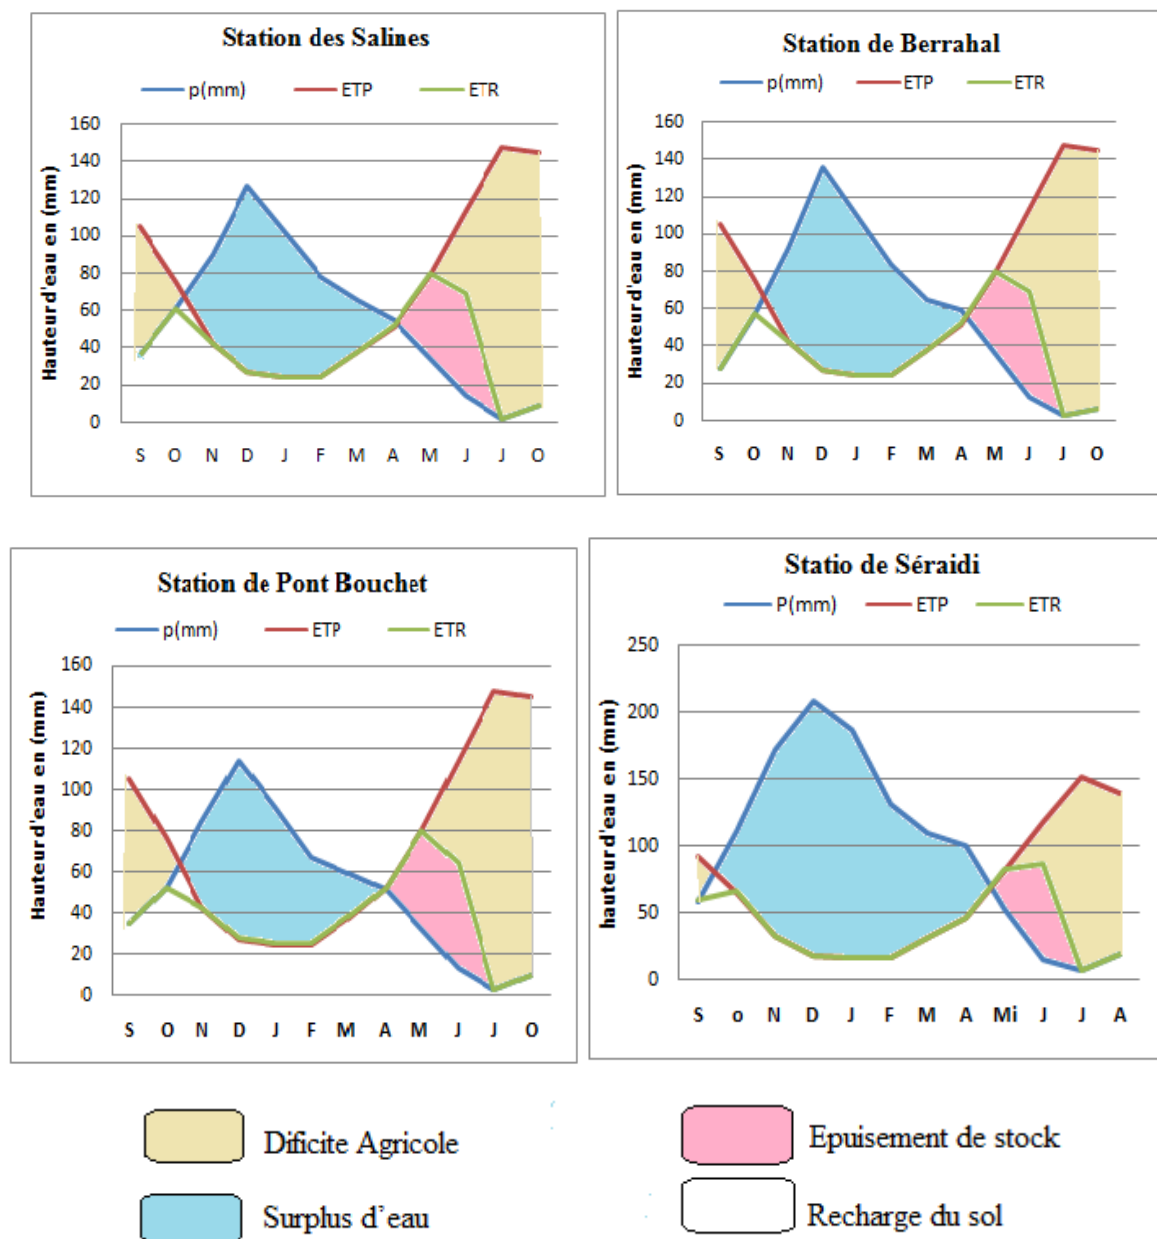 Station des Salines
p(mm) ETP ETR
Hauteur d'eau en (mm)
160
140
120
100
80
60
40
20
0
S O N D J F M A M J J O
Station de Berrahal
p(mm) ETP ETR
Hauteur d'eau en (mm)
160
140
120
100
80
60
40
20
0
S O N D J F M A M J J O
Station de Pont Bouchet
p(mm) ETP ETR
Hauteur d'eau en (mm)
160
140
120
100
80
60
40
20
0
S O N D J F M A M J J O
Statio de Séraidi
P(mm) ETP ETR
hauteur d'eau en (mm)
250
200
150
100
50
0
S o N D J F M A Mi J J A
Dificite Agricole
Epuisement de stock
Surplus d'eau
Recharge du sol